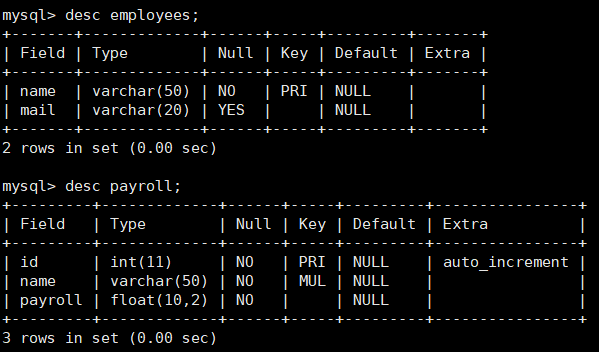 mysql> desc employees;
+-------+-------------+------+-----+---------+-------+
| Field | Type        | Null | Key | Default | Extra |
+-------+-------------+------+-----+---------+-------+
| name  | varchar(50) | NO   | PRI | NULL    |       |
| mail  | varchar(20) | YES  |     | NULL    |       |
+-------+-------------+------+-----+---------+-------+
2 rows in set (0.00 sec)
mysql> desc payroll;
+---------+-------------+------+-----+---------+----------------+
| Field   | Type        | Null | Key | Default | Extra          |
+---------+-------------+------+-----+---------+----------------+
| id      | int(11)     | NO   | PRI | NULL    | auto_increment |
| name    | varchar(50) | NO   | MUL | NULL    |                |
| payroll | float(10,2) | NO   |     | NULL    |                |
+---------+-------------+------+-----+---------+----------------+
3 rows in set (0.00 sec)